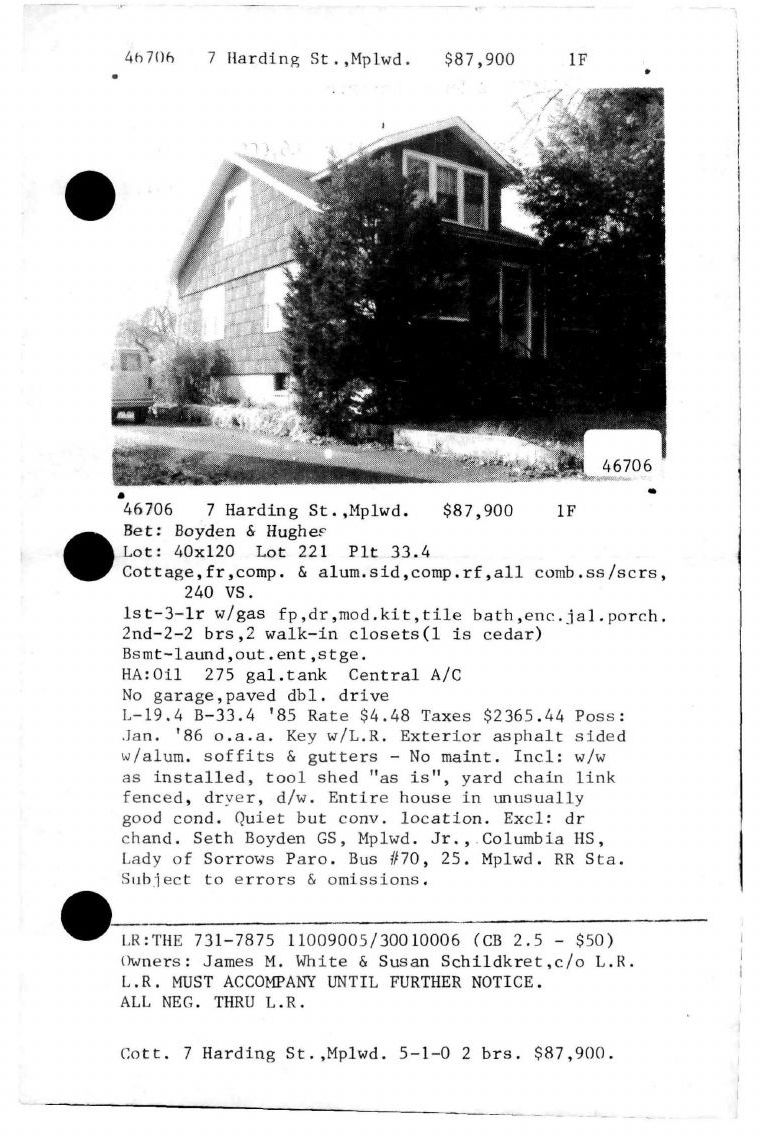 46706 7 Harding St.,Mplwd. $87,900 1F
46706
46706 7 Harding St.,Mplwd. $87,900 1F
Bet: Boyden & Hughes
Lot: 40x120 Lot 221 Plt 33.4
Cottage,fr,comp. & alum.sid,comp.rf,all comb.ss/scrs,
240 VS.
1st-3-lr w/gas fp,dr,mod.kit,tile bath,enc.jal.porch.
2nd-2-2 brs,2 walk-in closets(1 is cedar)
Bsmt-laund,out.ent,stge.
HA:Oil 275 gal.tank Central A/C
No garage,paved dbl. drive
L-19.4 B-33.4 '85 Rate $4.48 Taxes $2365.44 Poss:
Jan. '86 o.a.a. Key w/L.R. Exterior asphalt sided
w/alum. soffits & gutters - No maint. Incl: w/w
as installed, tool shed "as is", yard chain link
fenced, dryer, d/w. Entire house in unusually
good cond. Quiet but conv. location. Excl: dr
chand. Seth Boyden GS, Mplwd. Jr., Columbia HS,
Lady of Sorrows Paro. Bus #70, 25. Mplwd. RR Sta.
Subject to errors & omissions.
LR:THE 731-7875 11009005/30010006 (CB 2.5 - $50)
Owners: James M. White & Susan Schildkret,c/o L.R.
L.R. MUST ACCOMPANY UNTIL FURTHER NOTICE.
ALL NEG. THRU L.R.
Cott. 7 Harding St.,Mplwd. 5-1-0 2 brs. $87,900.